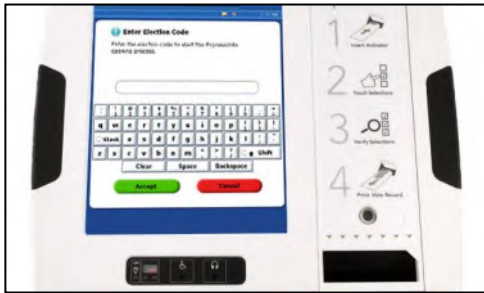 Enter Election Code
Enter the election code to start the
opening process.
q w e r t y u i o p
a s d f g h j k l
Shift
z x c v b n m
Clear Space Backspace
Accept Cancel
1
Insert Activator
2
Touch Selections
3
Verify Selections
4
Print Vote Record